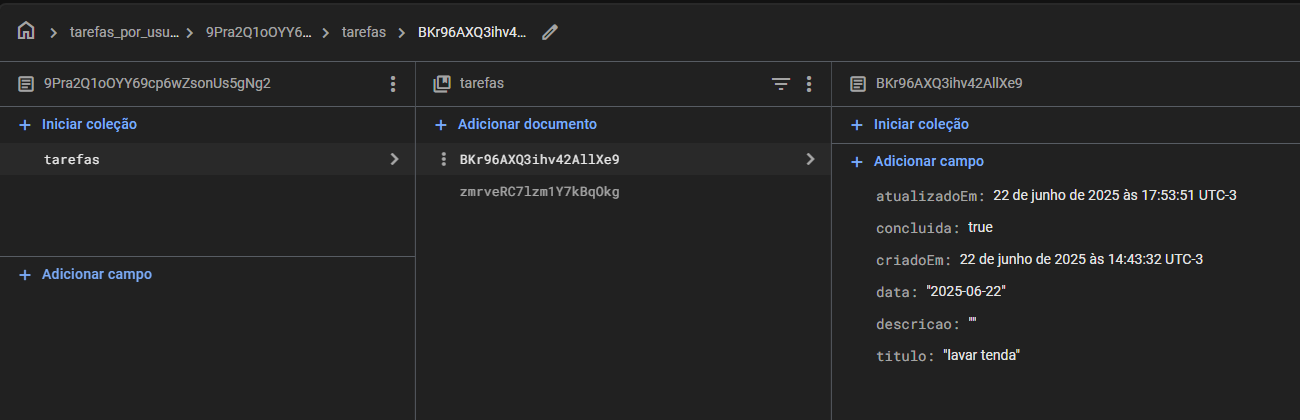 tarefas_por_usu... 9Pra2Q1oOYY6... tarefas BKr96AXQ3ihv4...
9Pra2Q1oOYY69cp6wZsonUs5gNg2
Iniciar coleção
tarefas
Adicionar campo
tarefas
Adicionar documento
BKr96AXQ3ihv42AllXe9
zmrveRC7lzm1Y7kBqOkg
BKr96AXQ3ihv42AllXe9
Iniciar coleção
Adicionar campo
atualizadoEm: 22 de junho de 2025 às 17:53:51 UTC-3
concluida: true
criadoEm: 22 de junho de 2025 às 14:43:32 UTC-3
data: "2025-06-22"
descricao: ""
titulo: "lavar tenda"